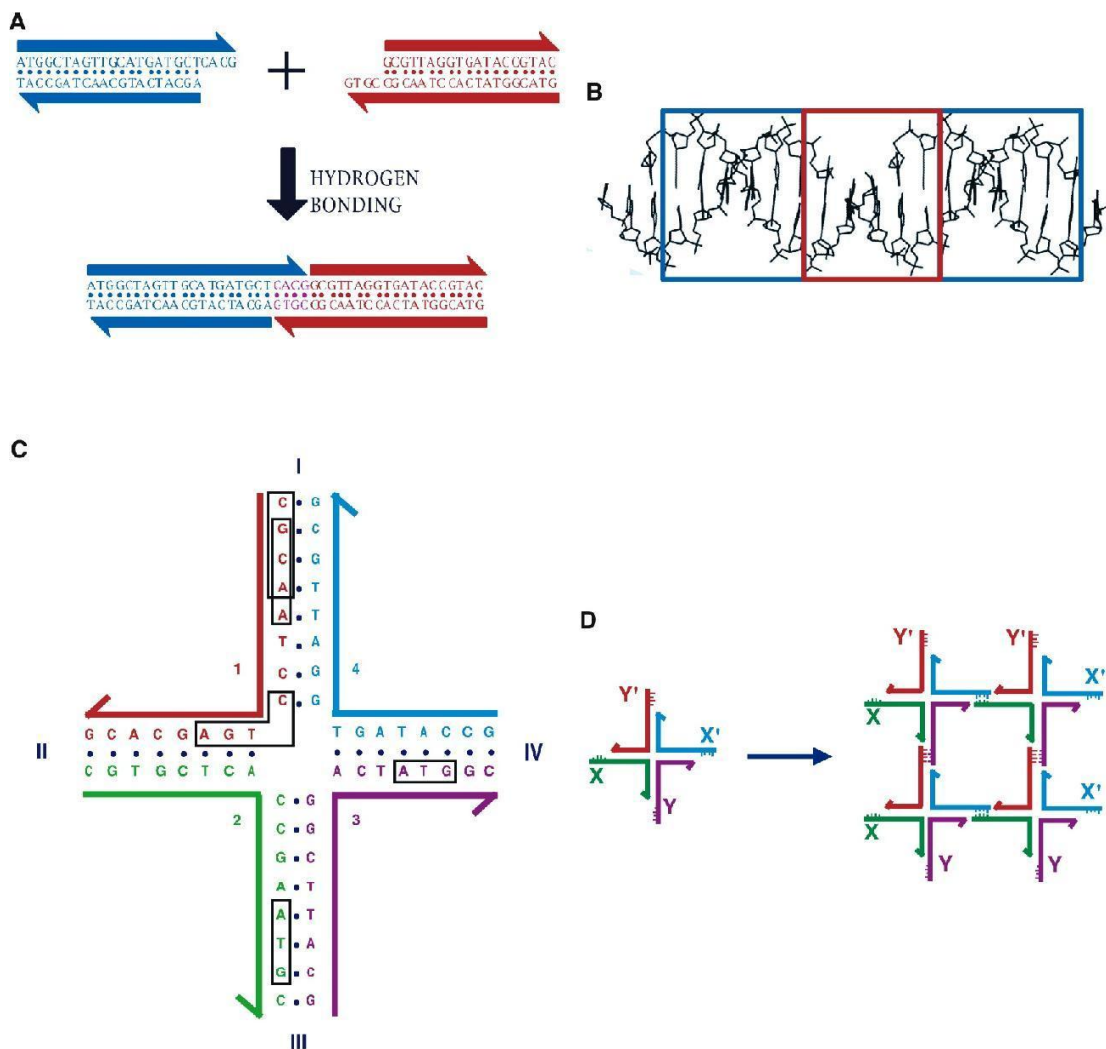 A
ATGGCTAGTTGCATGATGCTCACG + GCGTTAGGTGATACCGTAC
TACCGATCAACGTACTACGA GTGCCGCAATCCACTATGGCATG
HYDROGEN
BONDING
ATGGCTAGTTGCATGATGCTCACGGCGTTAGGTGATACCGTAC
TACCGATCAACGTACTACGAGTGCCGCAATCCACTATGGCATG
B
C
I
C G
G C
C G
A T
A T
1 T A 4
C G
C G
G C A C G A G T T G A T A C C G
II IV
C G T G C T C A A C T A T G G C
C G
2 C G 3
G C
A T
A T
T A
G C
C G
III
D
Y'
X'
X
Y
Y' Y'
X'
X
X'
X
Y Y